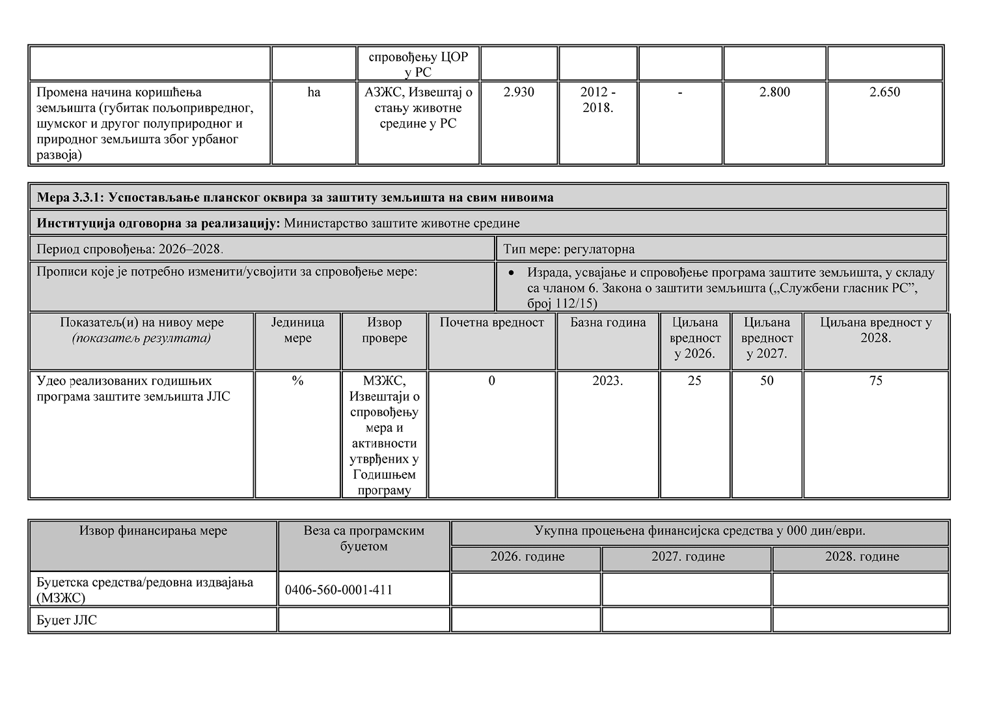 спровођењу ЦОР
у РС
Промена начина коришћења
земљишта (губитак пољопривредног,
шумског и другог полуприродног и
природног земљишта због урбаног
развоја)
ha
АЗЖС, Извештај о
стању животне
средине у РС
2.930
2012 -
2018.
-
2.800
2.650
Мера 3.3.1: Успостављање планског оквира за заштиту земљишта на свим нивоима
Институција одговорна за реализацију: Министарство заштите животне средине
Период спровођења: 2026–2028.
Тип мере: регулаторна
Прописи које је потребно изменити/усвојити за спровођење мере:
• Израда, усвајање и спровођење програма заштите земљишта, у складу
са чланом 6. Закона о заштити земљишта („Службени гласник РС”,
број 112/15)
Показатељ(и) на нивоу мере
(показатељ резултата)
Јединица
мере
Извор
провере
Почетна вредност
Базна година
Циљана
вредност
у 2026.
Циљана
вредност
у 2027.
Циљана вредност у
2028.
Удео реализованих годишњих
програма заштите земљишта ЈЛС
%
МЗЖС,
Извештаји о
спровођењу
мера и
активности
утврђених у
Годишњем
програму
0
2023.
25
50
75
Извор финансирања мере
Веза са програмским
буџетом
Укупна процењена финансијска средства у 000 дин/еври.
2026. године
2027. године
2028. године
Буџетска средства/редовна издвајања
(МЗЖС)
0406-560-0001-411
Буџет ЈЛС